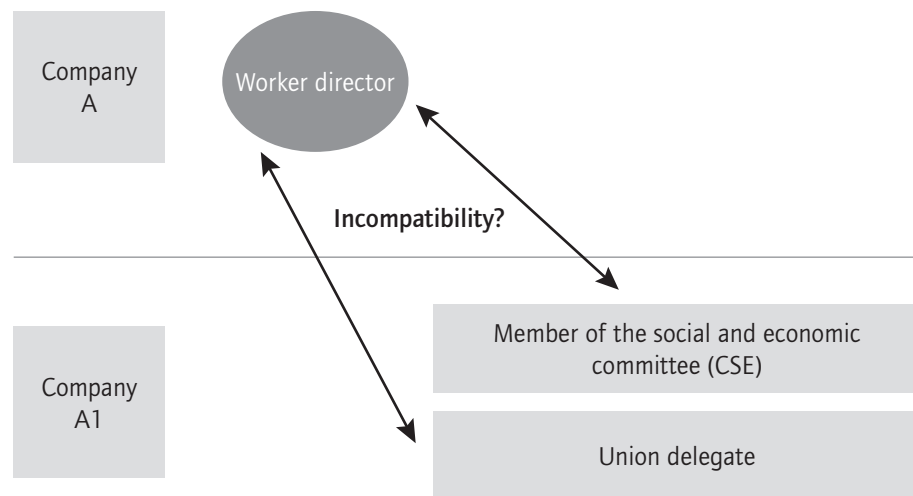 Company
A
Worker director
Incompatibility?
Company
A1
Member of the social and economic
committee (CSE)
Union delegate